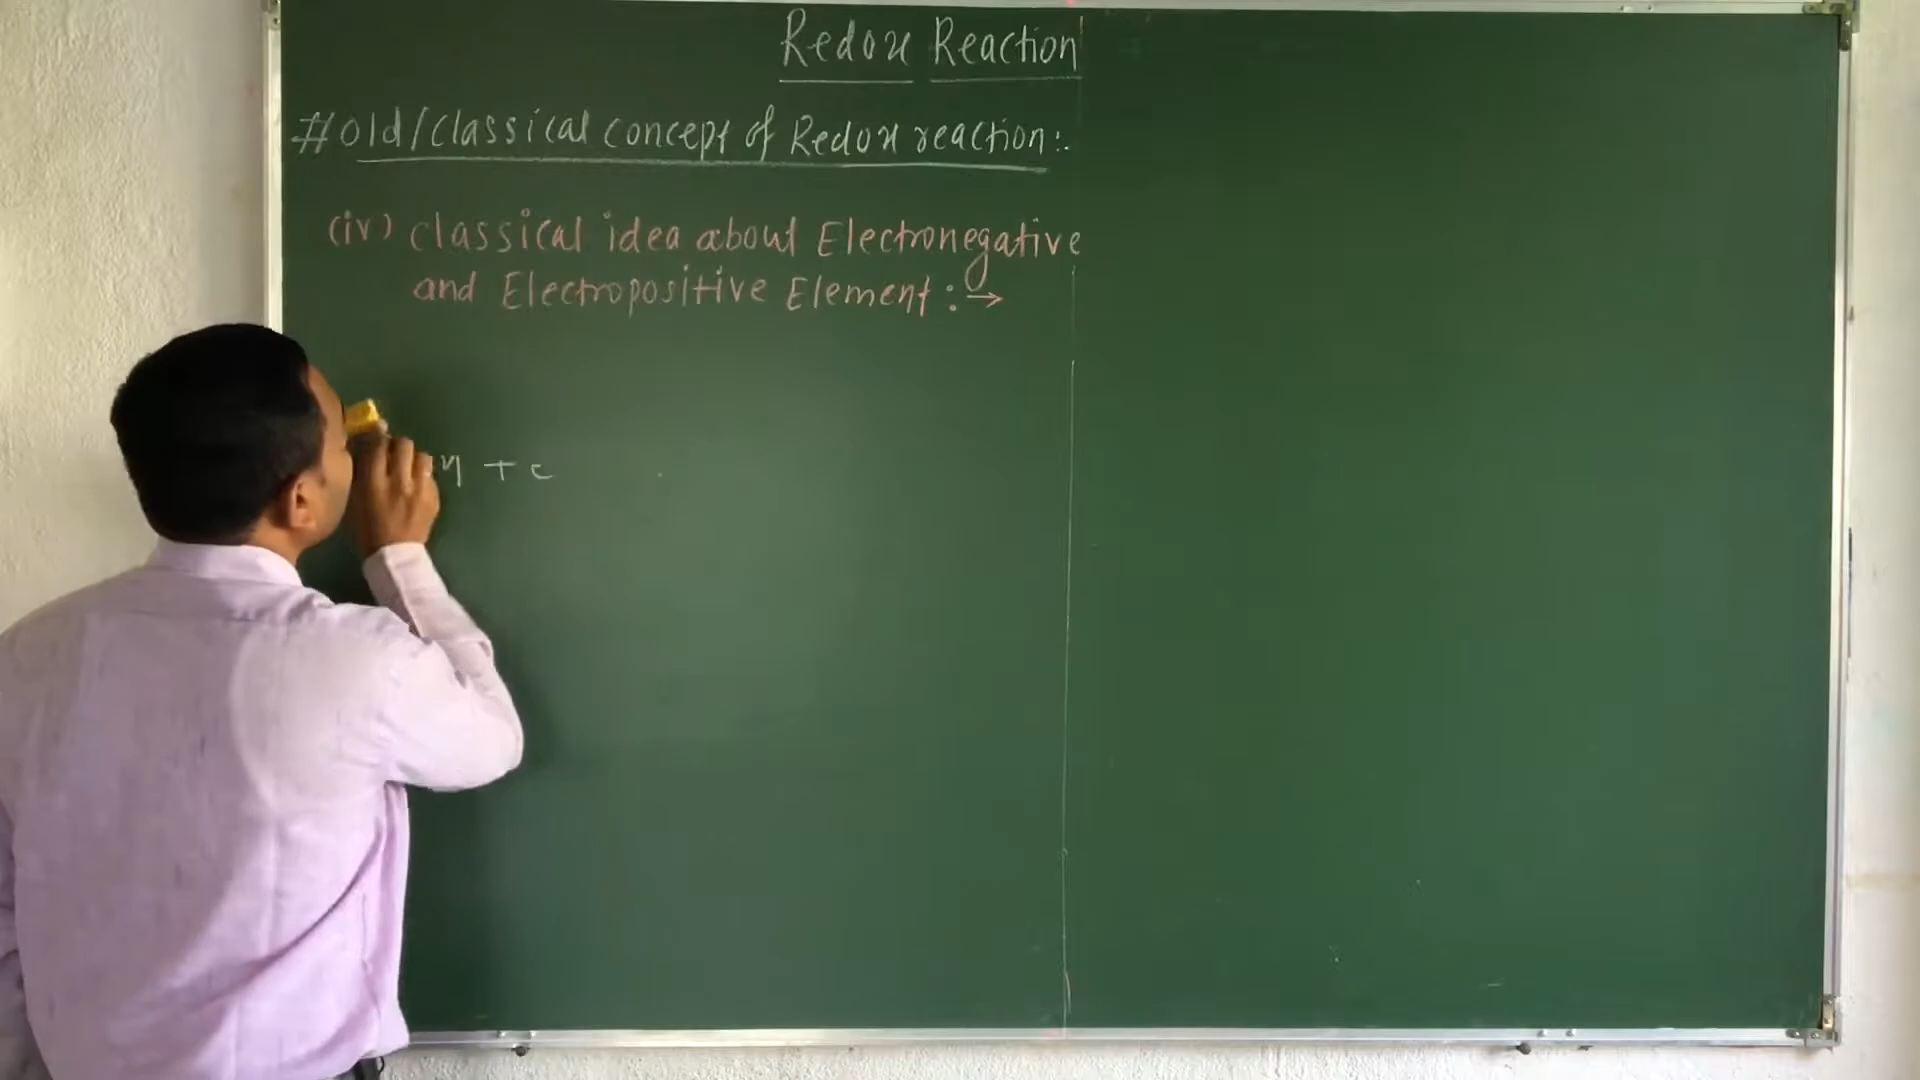 Redox Reaction
#old/classical concept of Redox reaction:.
(iv) classical idea about Electronegative
and Electropositive Element :→
+ c